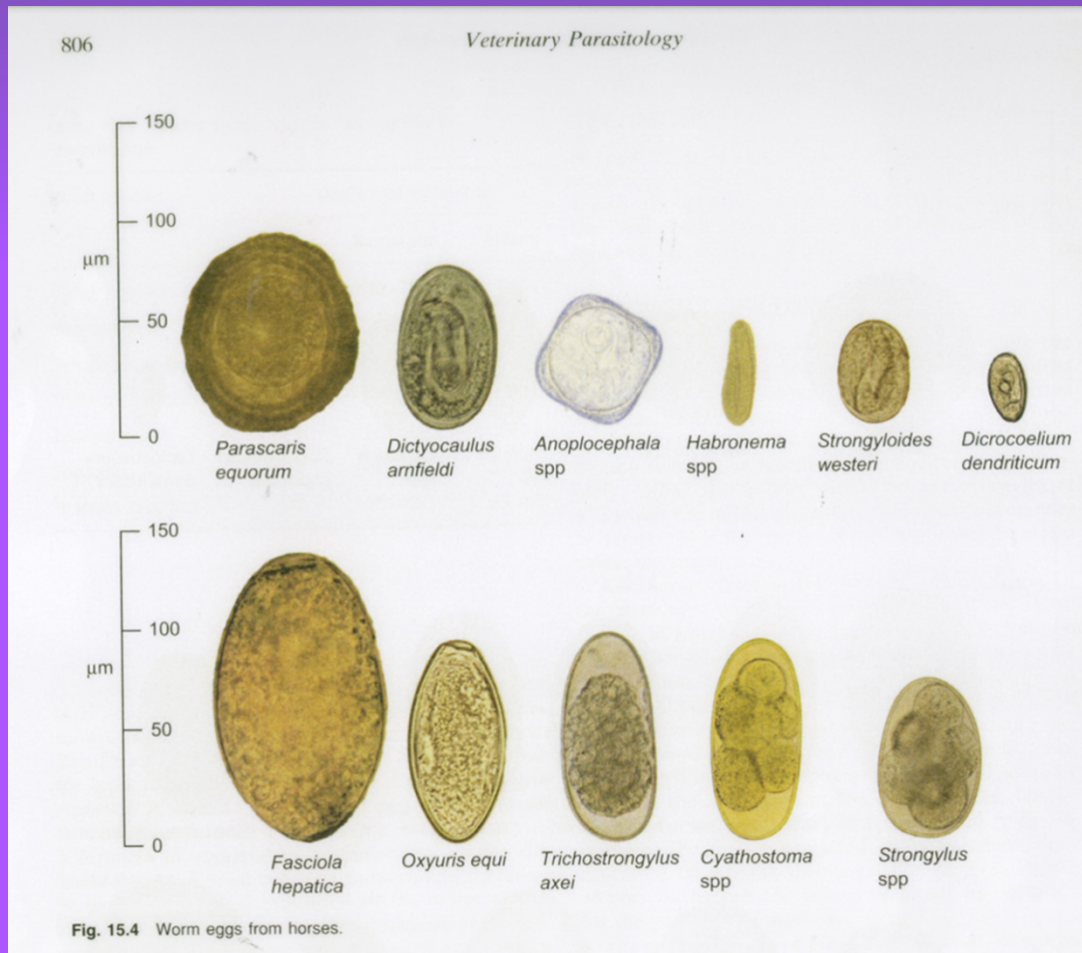 806
Veterinary Parasitology
150
100
µm
50
0
Parascaris
equorum
Dictyocaulus
arnfieldi
Anoplocephala
spp
Habronema
spp
Strongyloides
westeri
Dicrocoelium
dendriticum
150
100
µm
50
0
Fasciola
hepatica
Oxyuris equi
Trichostrongylus
axei
Cyathostoma
spp
Strongylus
spp
Fig. 15.4 Worm eggs from horses.